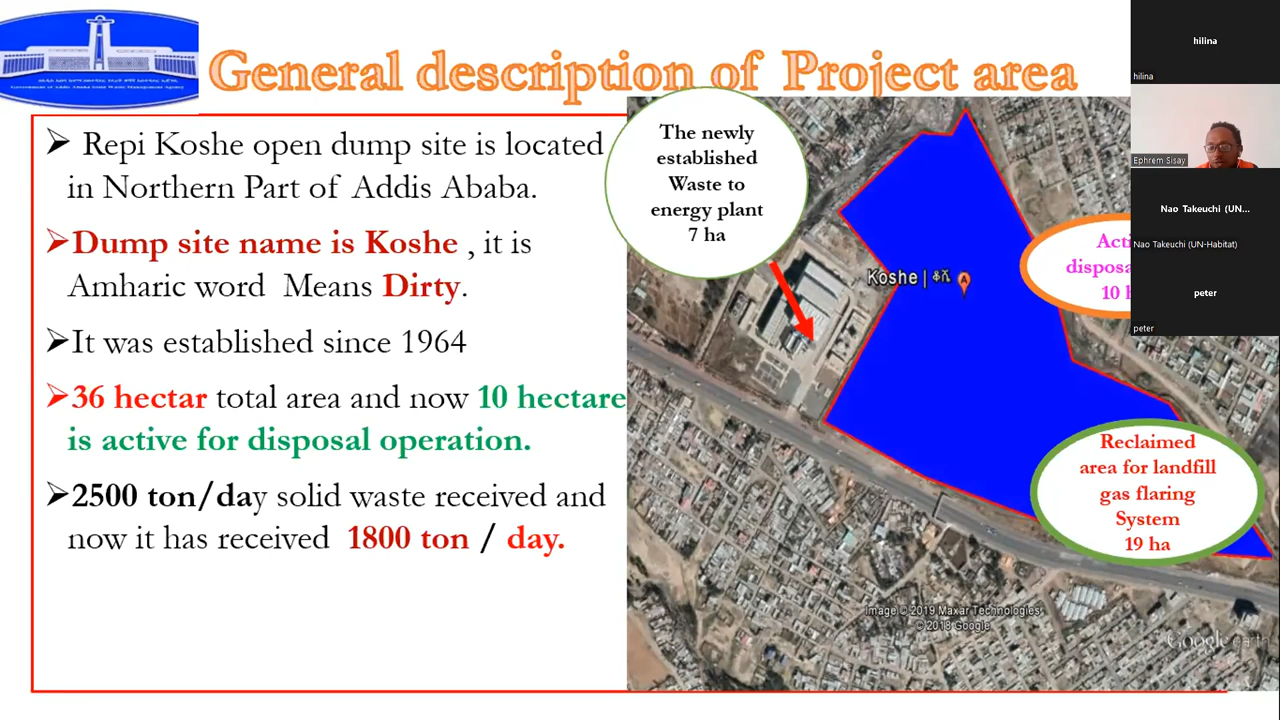 General description of Project area
➢ Repi Koshe open dump site is located
in Northern Part of Addis Ababa.
➢Dump site name is Koshe , it is
Amharic word Means Dirty.
➢It was established since 1964
➢36 hectar total area and now 10 hectare
is active for disposal operation.
➢2500 ton/day solid waste received and
now it has received 1800 ton / day.
The newly
established
Waste to
energy plant
7 ha
Koshe | ቆሼ
A
10
Reclaimed
area for landfill
gas flaring
System
19 ha
Image © 2019 Maxar Technologies
© 2018 Google
Google earth
hilina
hilina
Ephrem Sisay
Nao Takeuchi (UN...
Nao Takeuchi (UN-Habitat)
peter
peter